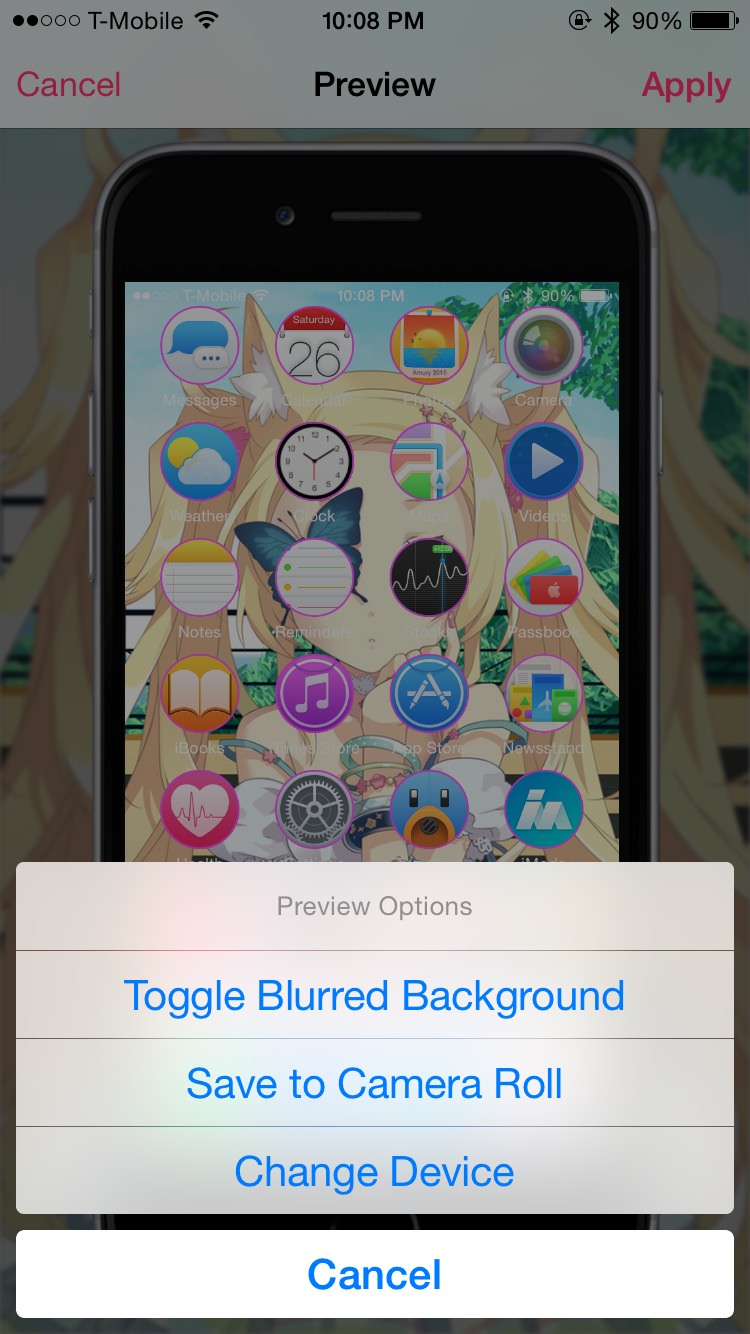 T-Mobile 10:08 PM 90%
Cancel Preview Apply
T-Mobile 10:08 PM 90%
Saturday
26
Messages Calendar Photos Camera
Weather Clock Maps Videos
Notes Reminders Stocks Passbook
iBooks iTunes Store App Store Newsstand
Health
Preview Options
Toggle Blurred Background
Save to Camera Roll
Change Device
Cancel